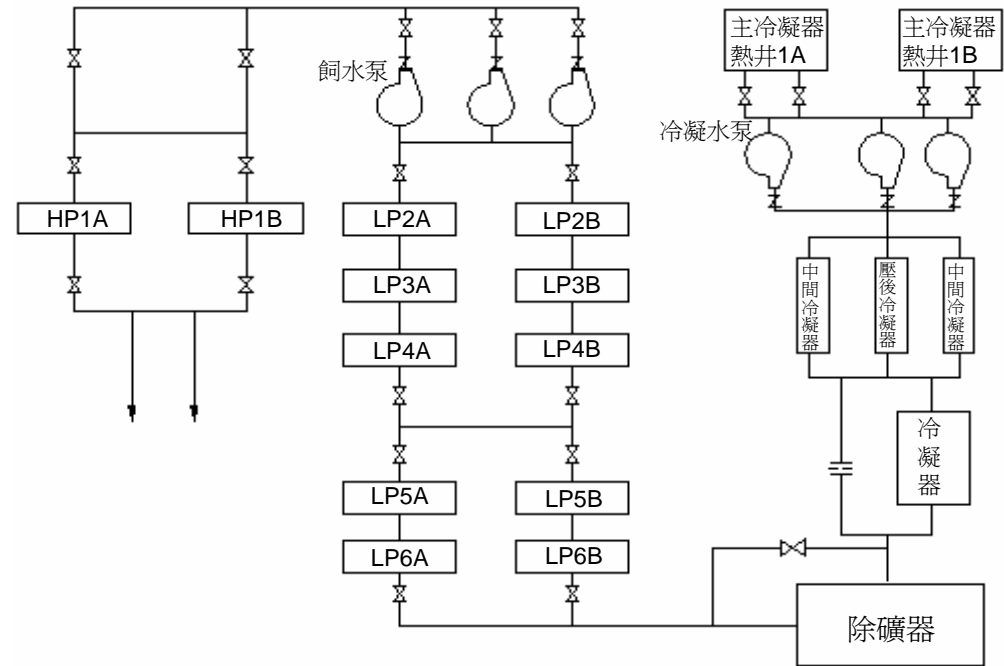 主冷凝器
熱井1A
主冷凝器
熱井1B
飼水泵
冷凝水泵
HP1A
HP1B
LP2A
LP2B
LP3A
LP3B
LP4A
LP4B
中間冷凝器
壓後冷凝器
中間冷凝器
冷凝器
LP5A
LP5B
LP6A
LP6B
除礦器